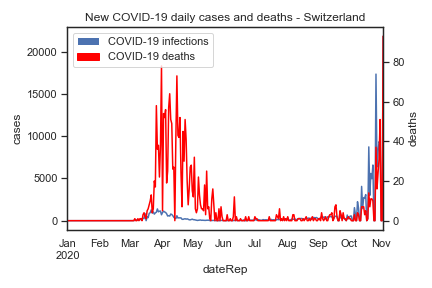 New COVID-19 daily cases and deaths - Switzerland
COVID-19 infections
COVID-19 deaths
cases
20000
15000
10000
5000
0
deaths
80
60
40
20
0
Jan Feb Mar Apr May Jun Jul Aug Sep Oct Nov
2020
dateRep